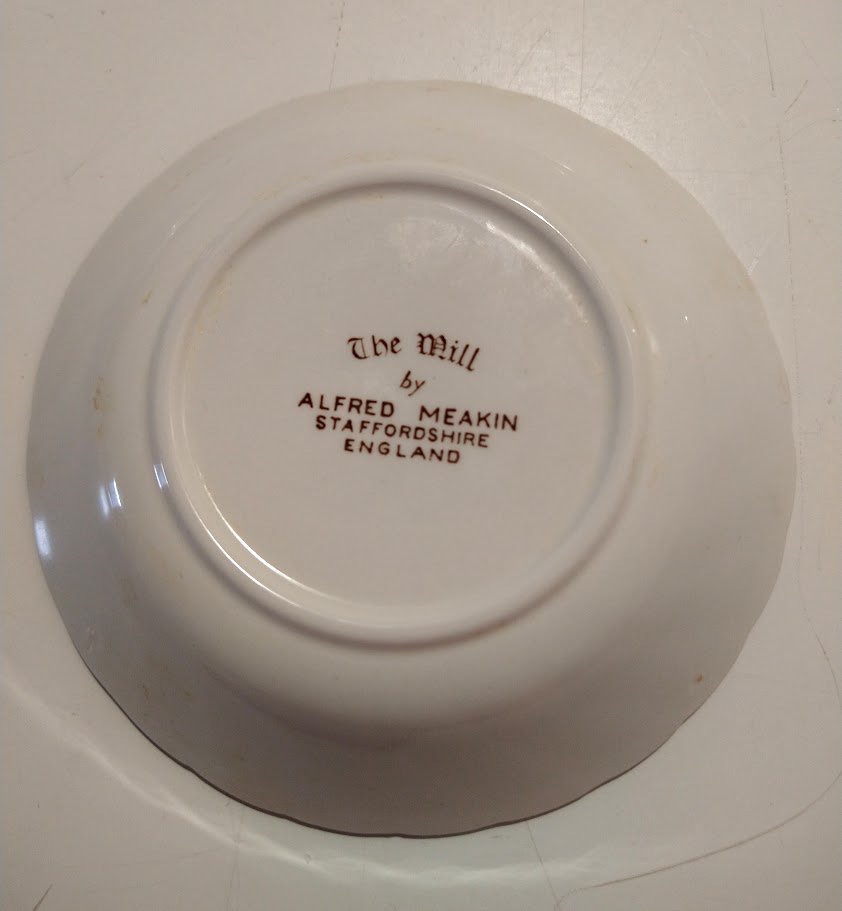 The Mill
by
ALFRED MEAKIN
STAFFORDSHIRE
ENGLAND